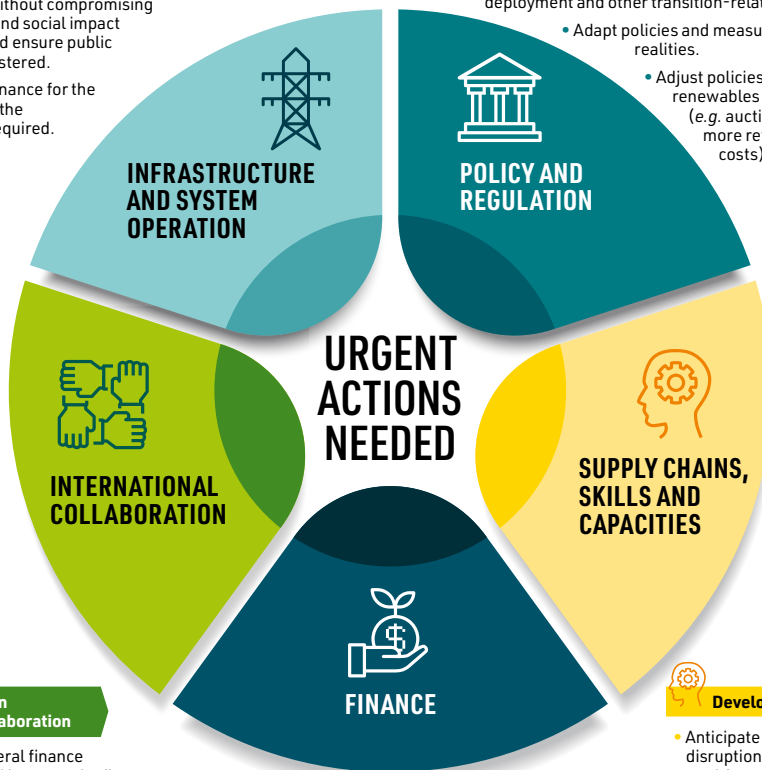 without compromising
and social impact
d ensure public
stered.
nance for the
the
equired.
deployment and other transition-relat
• Adapt policies and measu
realities.
• Adjust policies
renewables
(e.g. aucti
more re
costs)
INFRASTRUCTURE
AND SYSTEM
OPERATION
POLICY AND
REGULATION
URGENT
ACTIONS
NEEDED
INTERNATIONAL
COLLABORATION
SUPPLY CHAINS,
SKILLS AND
CAPACITIES
FINANCE
n
aboration
eral finance
Develo
• Anticipate
disruption